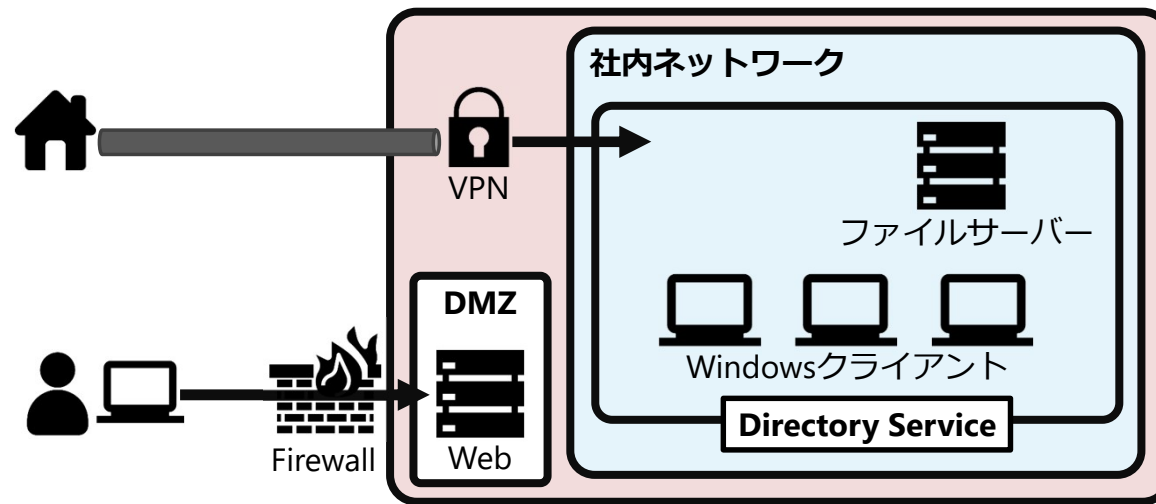 社内ネットワーク
VPN
ファイルサーバー
DMZ
Windowsクライアント
Directory Service
Firewall
Web